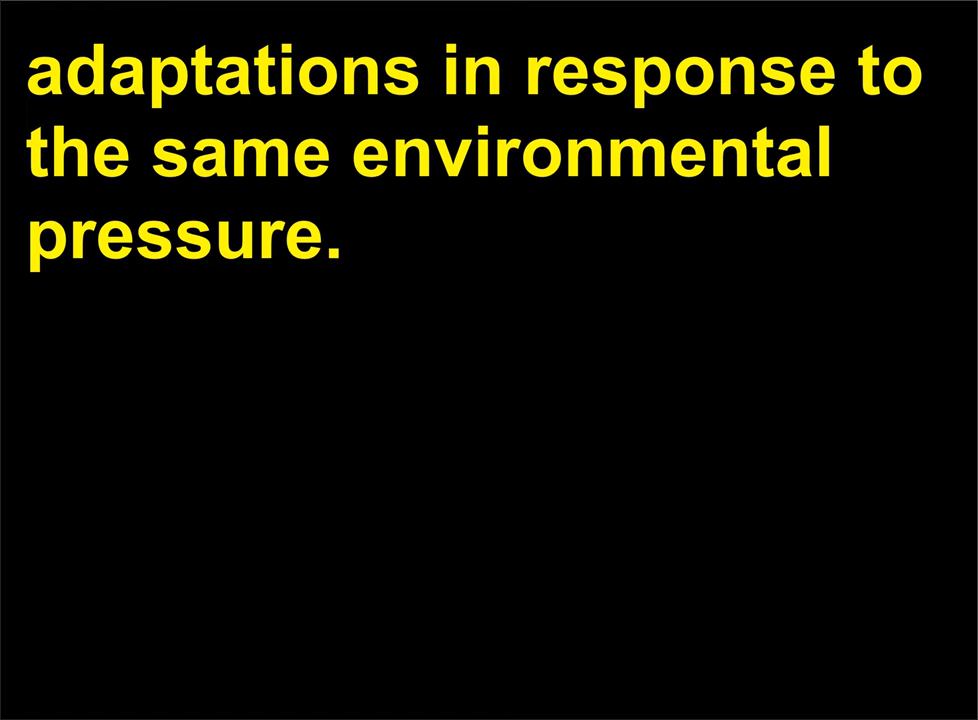 adaptations in response to
the same environmental
pressure.